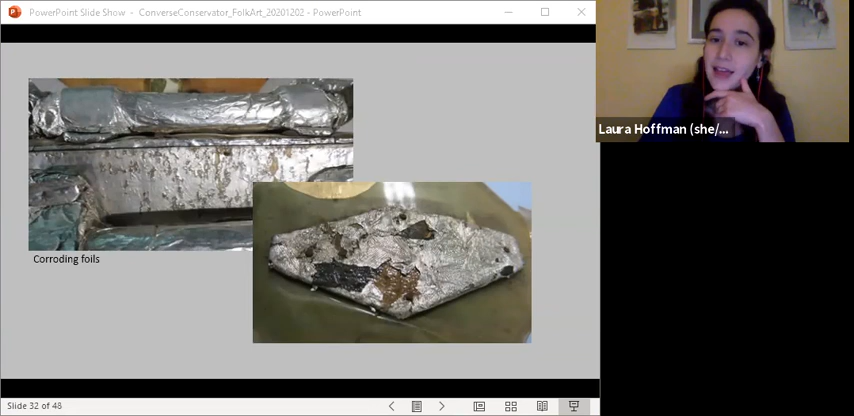 PowerPoint Slide Show - ConverseConservator_FolkArt_20201202 - PowerPoint
Laura Hoffman (she/...
Corroding foils
Slide 32 of 48